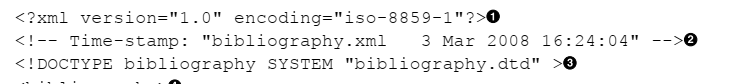 <?xml version="1.0" encoding="iso-8859-1"?>❶
<!-- Time-stamp: "bibliography.xml   3 Mar 2008 16:24:04" -->❷
<!DOCTYPE bibliography SYSTEM "bibliography.dtd" >❸